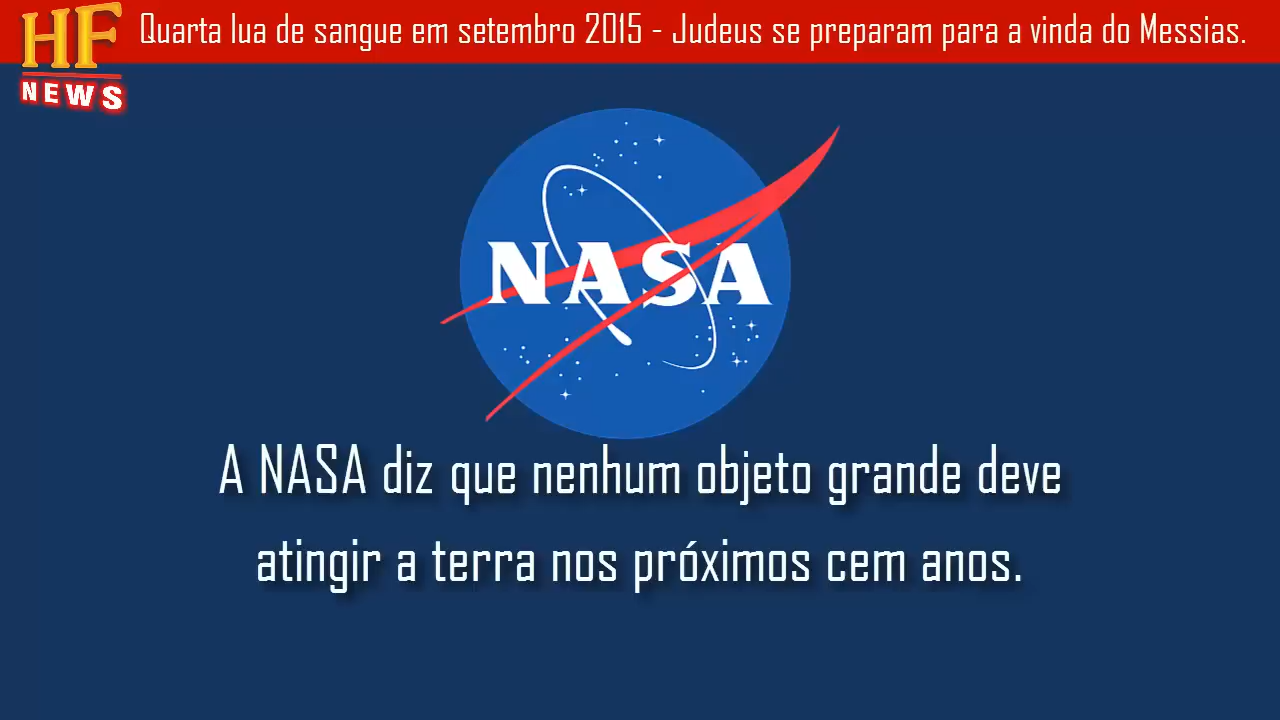 HF
NEWS
Quarta lua de sangue em setembro 2015 - Judeus se preparam para a vinda do Messias.
NASA
A NASA diz que nenhum objeto grande deve
atingir a terra nos próximos cem anos.